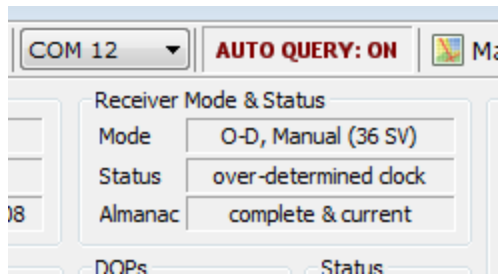 COM 12 AUTO QUERY: ON Ma
Receiver Mode & Status
Mode O-D, Manual (36 SV)
Status over-determined clock
08 Almanac complete & current
DOPs Status